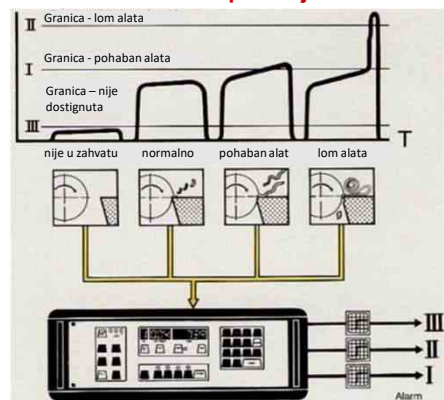 II Granica - lom alata
I Granica - pohaban alata
Granica – nije
dostignuta
III
T
nije u zahvatu normalno pohaban alat lom alata
III
II
I
Alarm